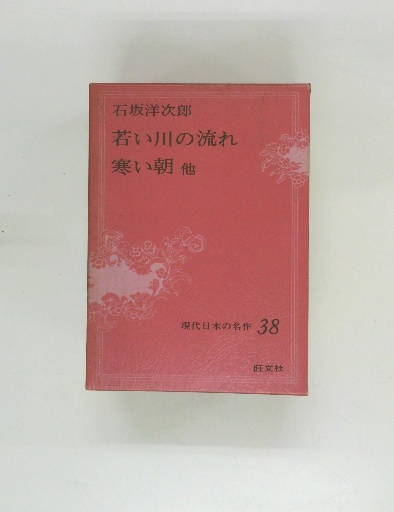 石坂洋次郎
若い川の流れ
寒い朝 他
現代日本の名作 38
旺文社